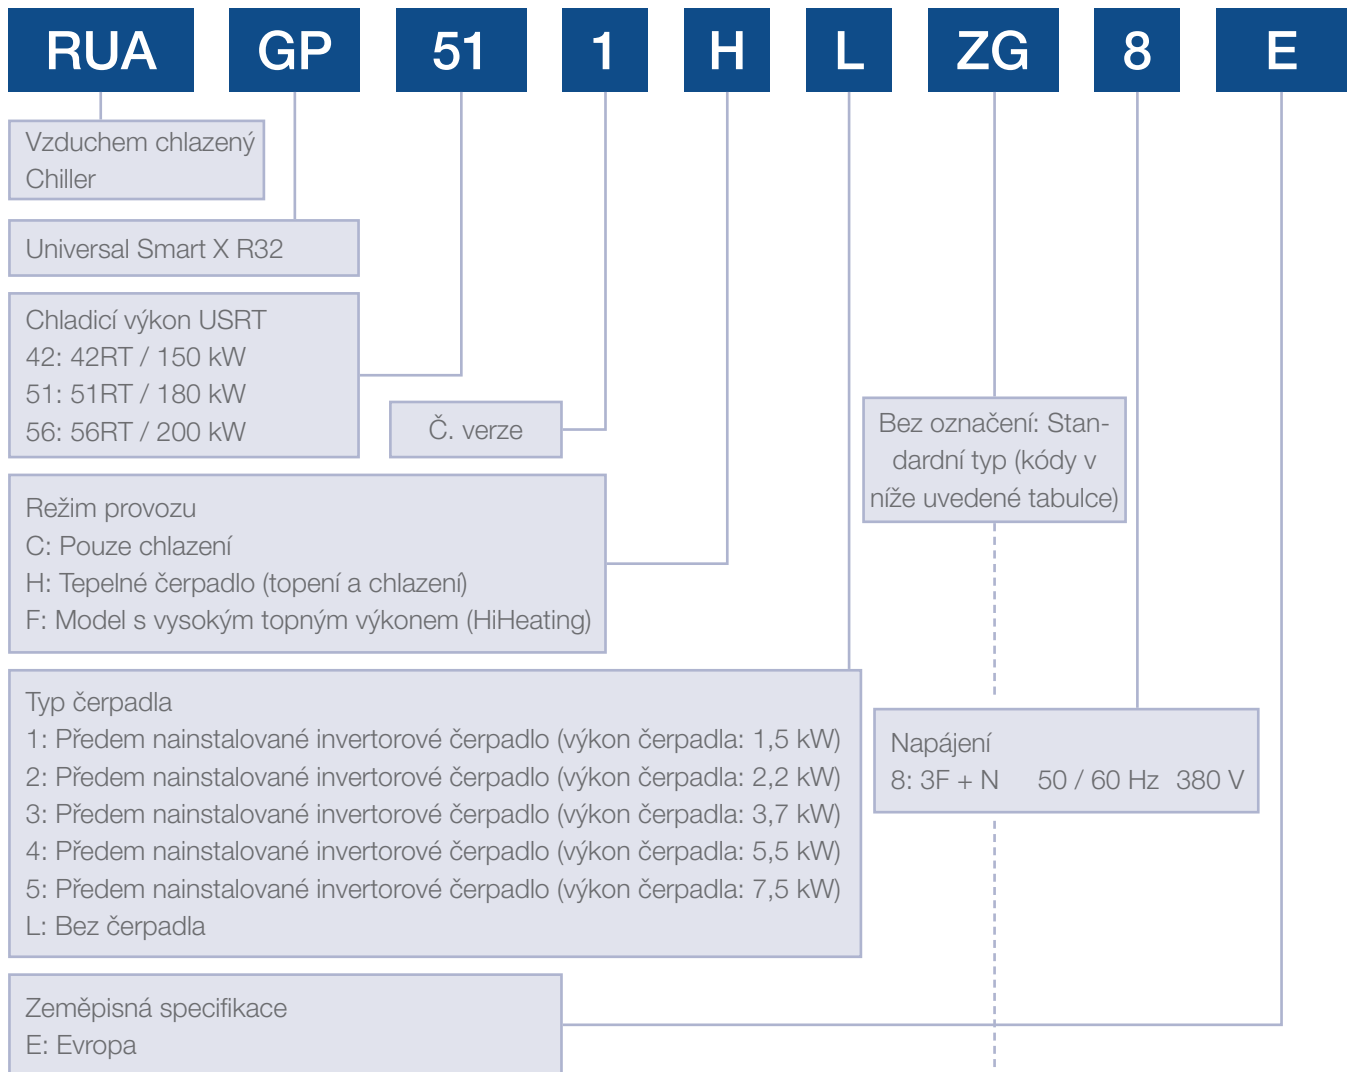 RUA GP 51 1 H L ZG 8 E
Vzduchem chlazený
Chiller
Universal Smart X R32
Chladicí výkon USRT
42: 42RT / 150 kW
51: 51RT / 180 kW
56: 56RT / 200 kW
Č. verze
Bez označení: Stan-
dardní typ (kódy v
níže uvedené tabulce)
Režim provozu
C: Pouze chlazení
H: Tepelné čerpadlo (topení a chlazení)
F: Model s vysokým topným výkonem (HiHeating)
Typ čerpadla
1: Předem nainstalované invertorové čerpadlo (výkon čerpadla: 1,5 kW)
2: Předem nainstalované invertorové čerpadlo (výkon čerpadla: 2,2 kW)
3: Předem nainstalované invertorové čerpadlo (výkon čerpadla: 3,7 kW)
4: Předem nainstalované invertorové čerpadlo (výkon čerpadla: 5,5 kW)
5: Předem nainstalované invertorové čerpadlo (výkon čerpadla: 7,5 kW)
L: Bez čerpadla
Napájení
8: 3F + N 50 / 60 Hz 380 V
Zeměpisná specifikace
E: Evropa